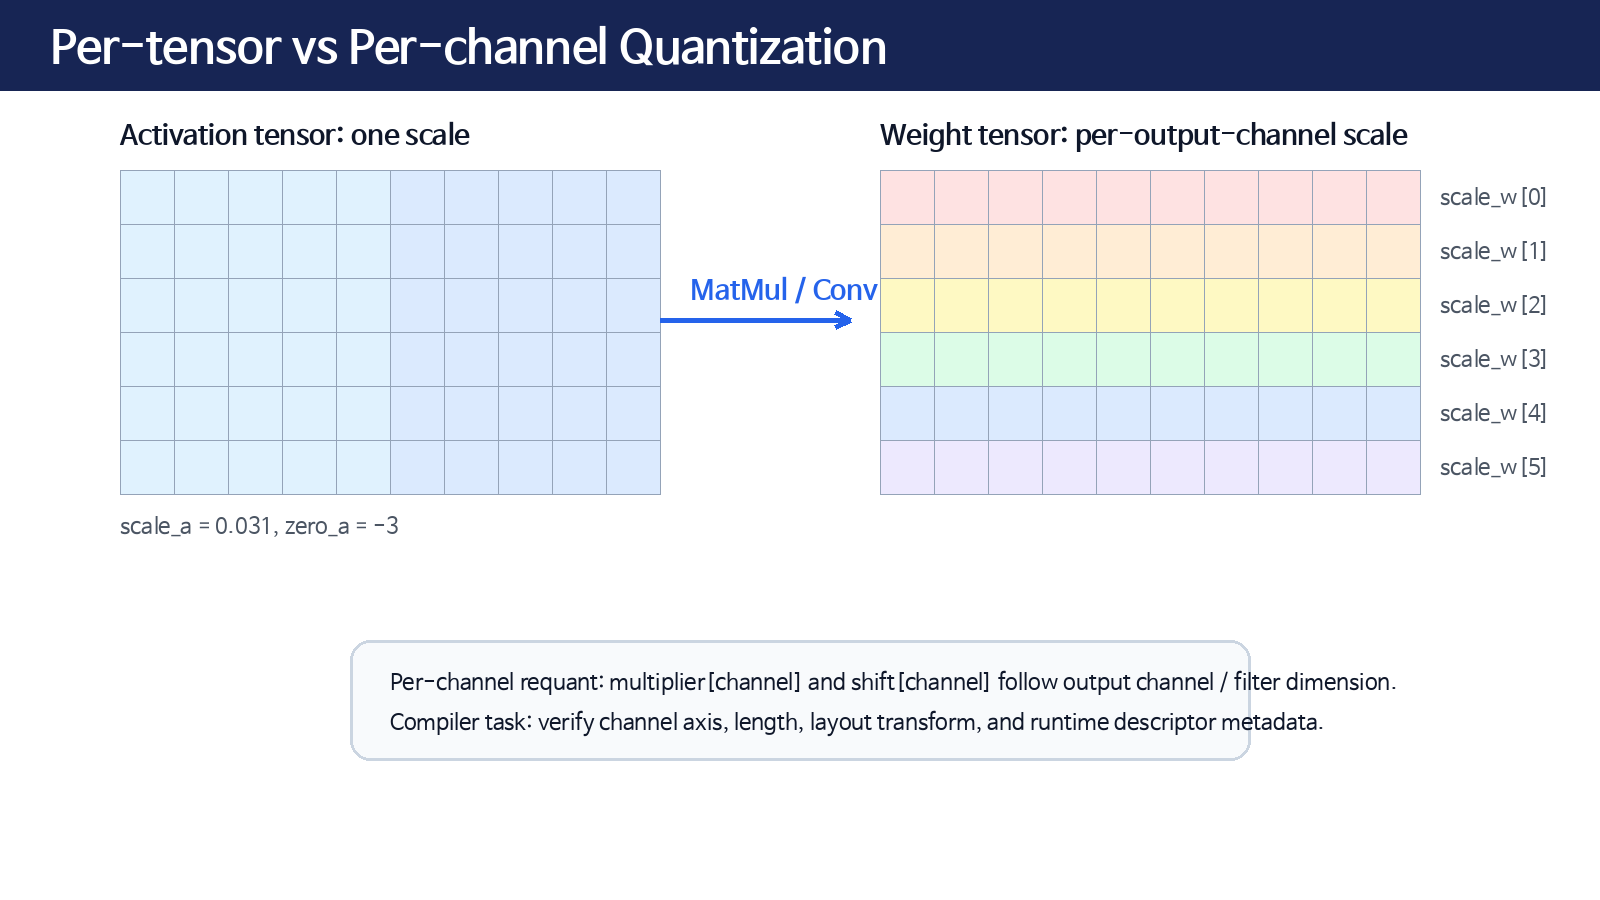 Per-tensor vs Per-channel Quantization
Activation tensor: one scale
Weight tensor: per-output-channel scale
scale_w[0]
scale_w[1]
MatMul / Conv
scale_w[2]
scale_w[3]
scale_w[4]
scale_w[5]
scale_a = 0.031, zero_a = -3
Per-channel requant: multiplier[channel] and shift[channel] follow output channel / filter dimension.
Compiler task: verify channel axis, length, layout transform, and runtime descriptor metadata.